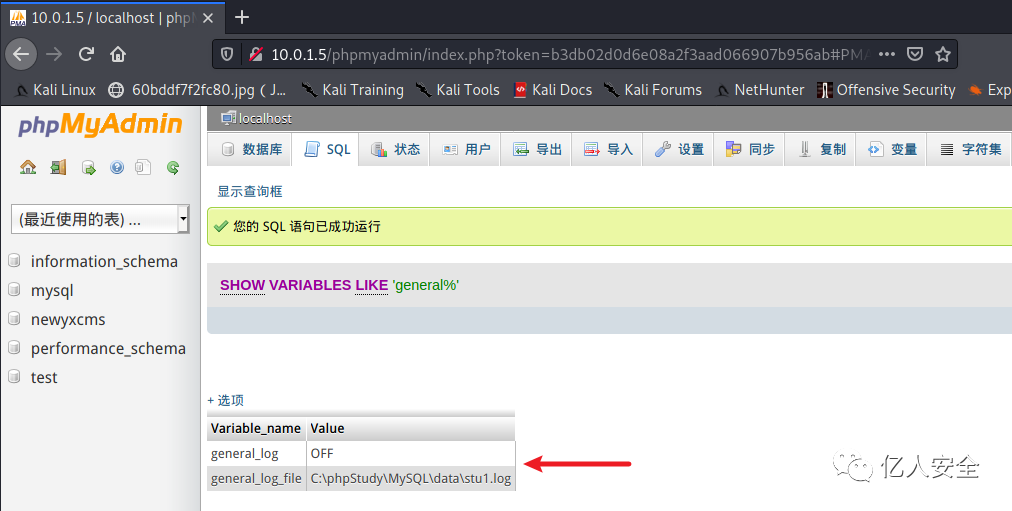 10.0.1.5 / localhost | phpM
10.0.1.5/phpmyadmin/index.php?token=b3db02d0d6e08a2f3aad066907b956ab#PMA
Kali Linux 60bddf7f2fc80.jpg ( J… Kali Training Kali Tools Kali Docs Kali Forums NetHunter Offensive Security Exp
phpMyAdmin
localhost
数据库 SQL 状态 用户 导出 导入 设置 同步 复制 变量 字符集
显示查询框
(最近使用的表) ...
您的 SQL 语句已成功运行
information_schema
mysql
newyxcms
performance_schema
test
SHOW VARIABLES LIKE 'general%'
+ 选项
Variable_name Value
general_log OFF
general_log_file C:\phpStudy\MySQL\data\stu1.log
亿人安全